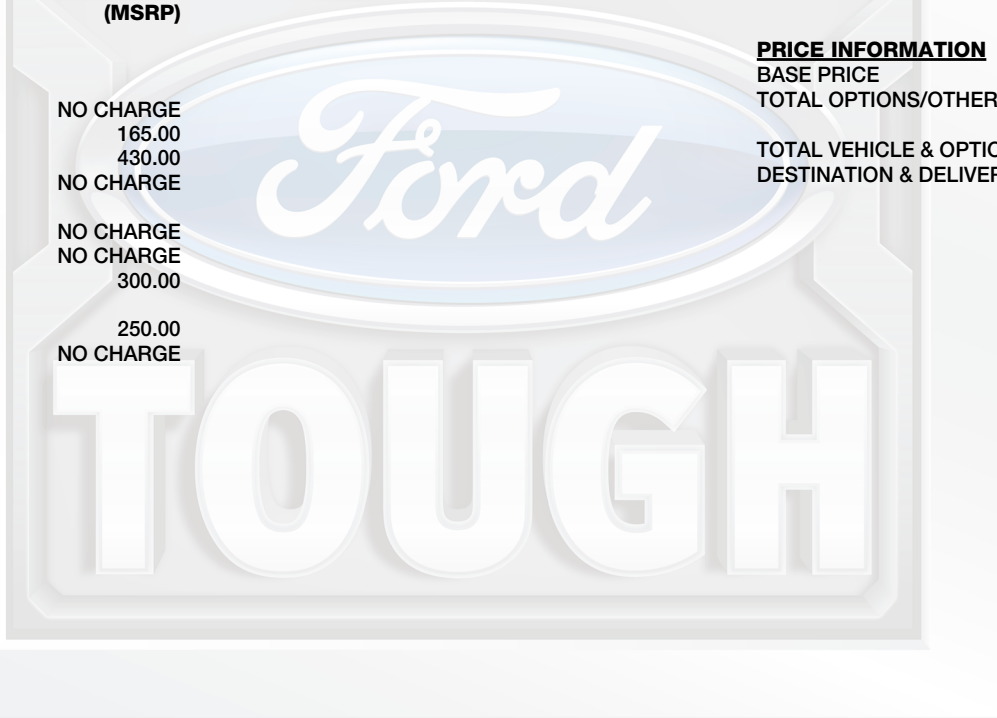 (MSRP)
NO CHARGE
165.00
430.00
NO CHARGE
NO CHARGE
NO CHARGE
300.00
250.00
NO CHARGE
PRICE INFORMATION
BASE PRICE
TOTAL OPTIONS/OTHER
TOTAL VEHICLE & OPTIO
DESTINATION & DELIVER
Ford
TOUGH